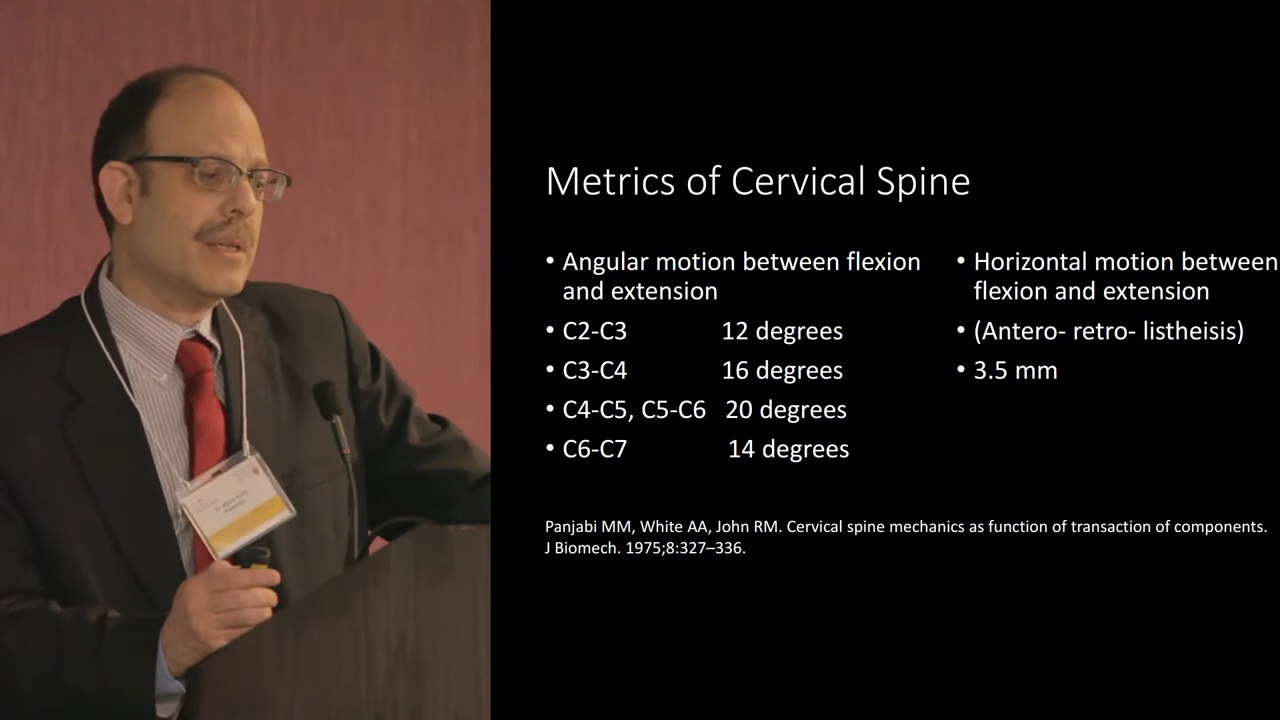 Metrics of Cervical Spine
• Angular motion between flexion
and extension
• C2-C3 12 degrees
• C3-C4 16 degrees
• C4-C5, C5-C6 20 degrees
• C6-C7 14 degrees
• Horizontal motion between
flexion and extension
• (Antero- retro- listheisis)
• 3.5 mm
Panjabi MM, White AA, John RM. Cervical spine mechanics as function of transaction of components.
J Biomech. 1975;8:327–336.